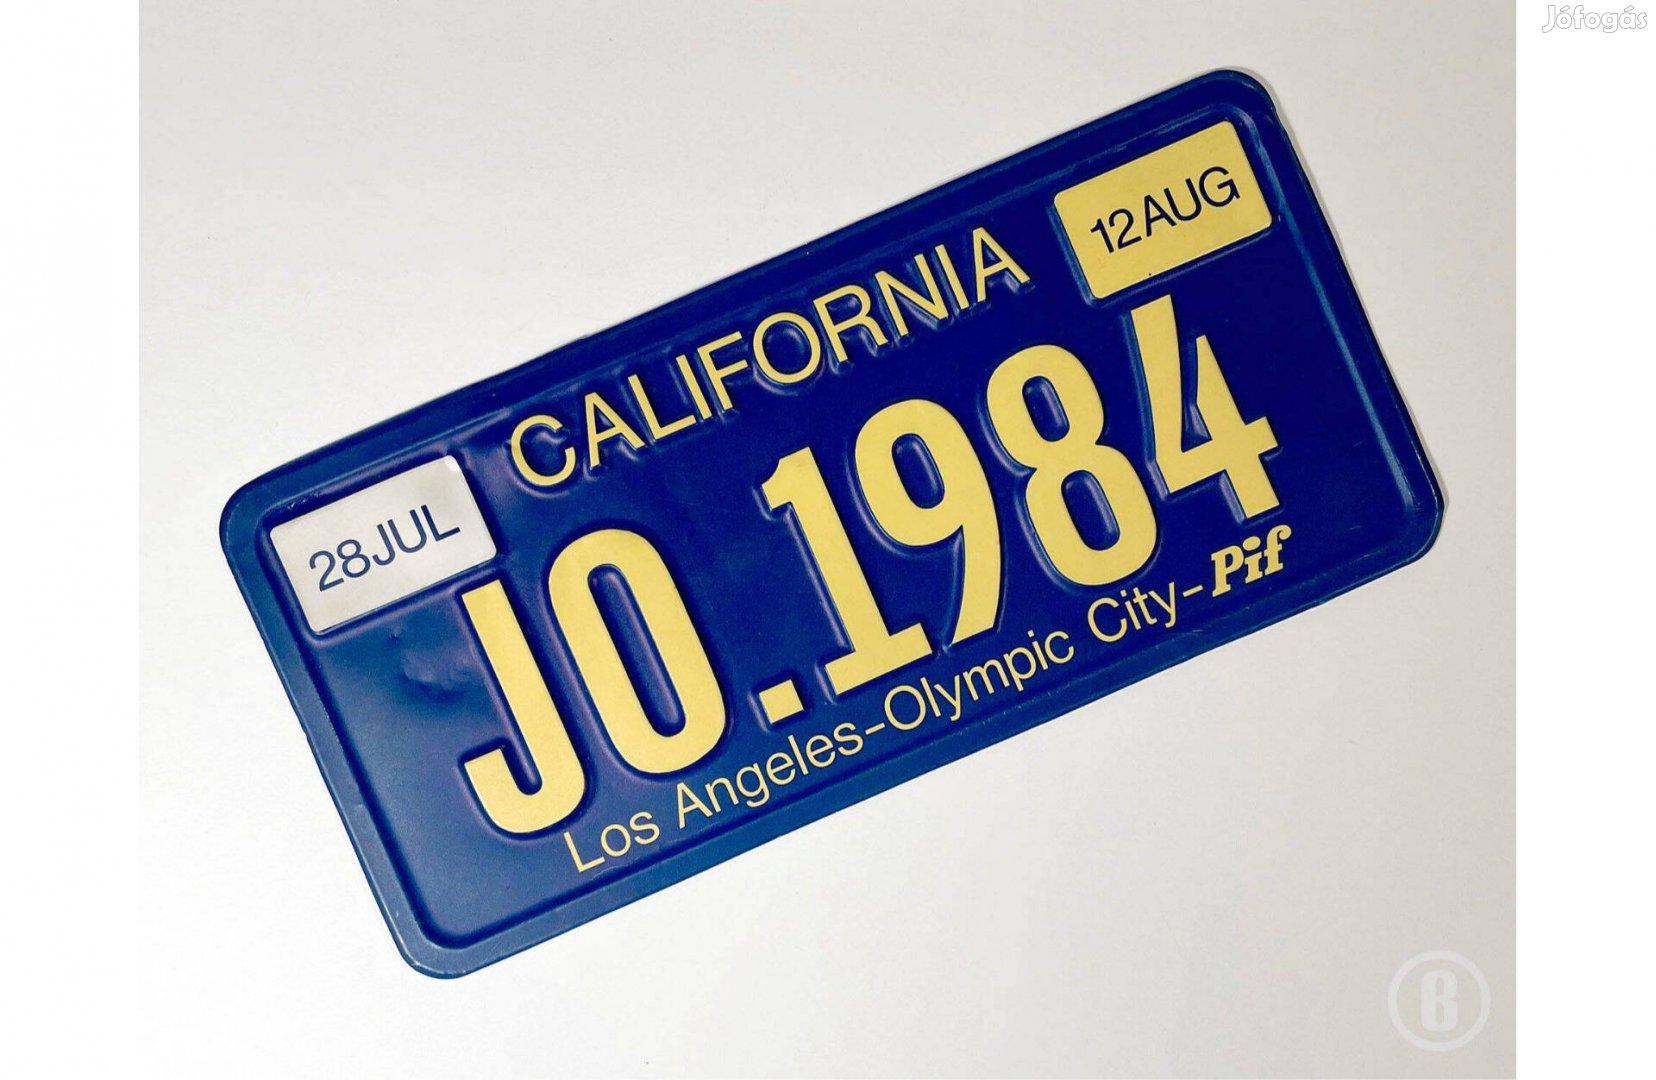 Jófogás
12AUG
CALIFORNIA
28JUL
JO.1984
Los Angeles-Olympic City-Pif
B